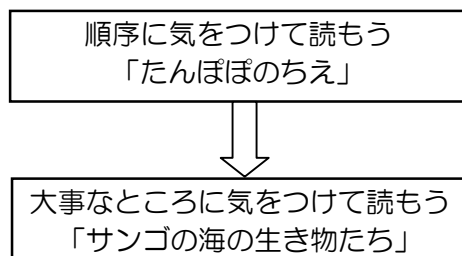 順序に気をつけて読もう
「たんぽぽのちえ」
大事なところに気をつけて読もう
「サンゴの海の生き物たち」